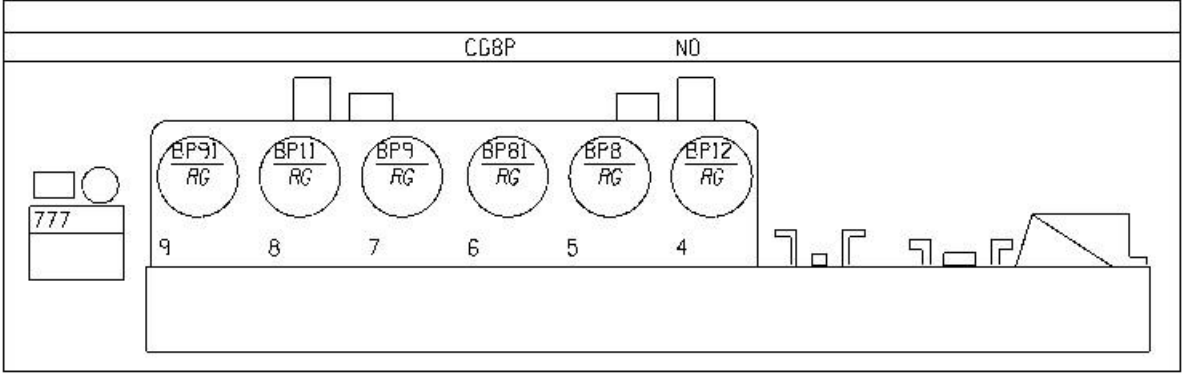 CG8P NO
BP91 BP11 BP9 BP81 BP8 BP12
RG RG RG RG RG RG
777
9 8 7 6 5 4